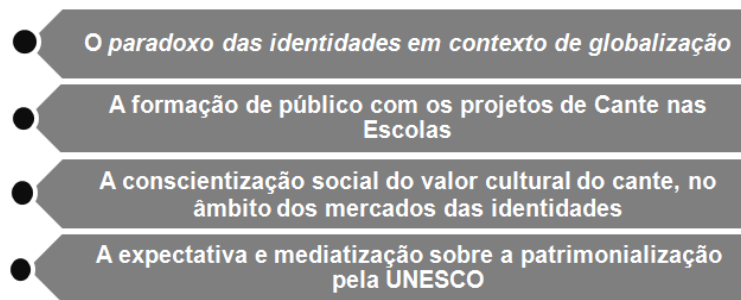 O paradoxo das identidades em contexto de globalização
A formação de público com os projetos de Cante nas
Escolas
A conscientização social do valor cultural do cante, no
âmbito dos mercados das identidades
A expectativa e mediatização sobre a patrimonialização
pela UNESCO